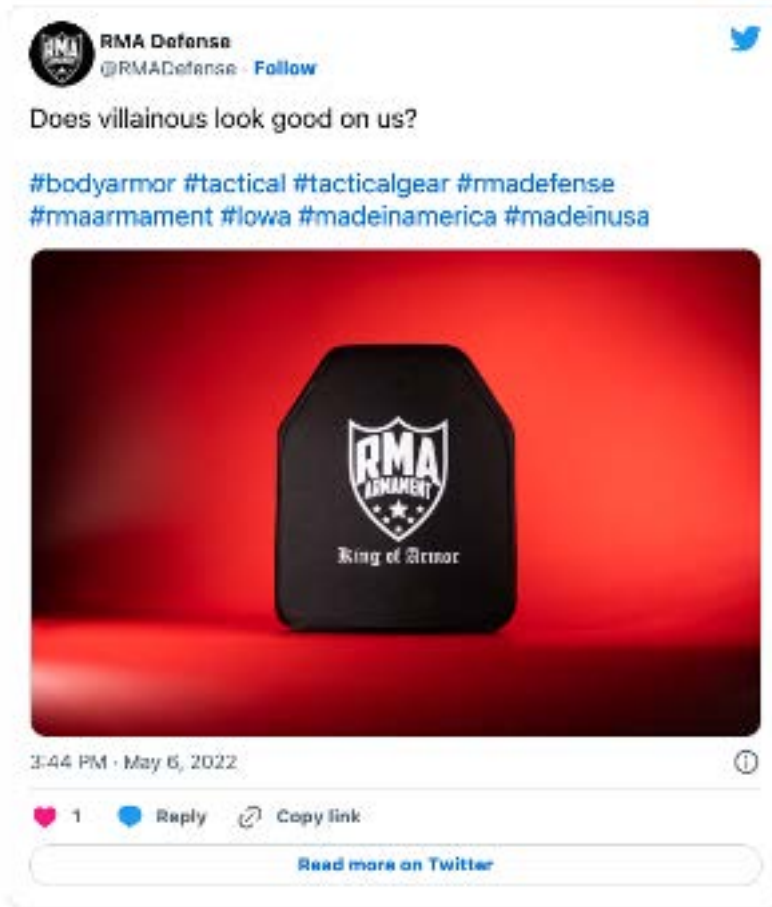 RMA Defense
@RMADefense · Follow
Does villainous look good on us?
#bodyarmor #tactical #tacticalgear #rmadefense
#rmaarmament #Iowa #madeinamerica #madeinusa
RMA
ARMAMENT
King of Armor
3:44 PM · May 6, 2022
1 Reply Copy link
Read more on Twitter